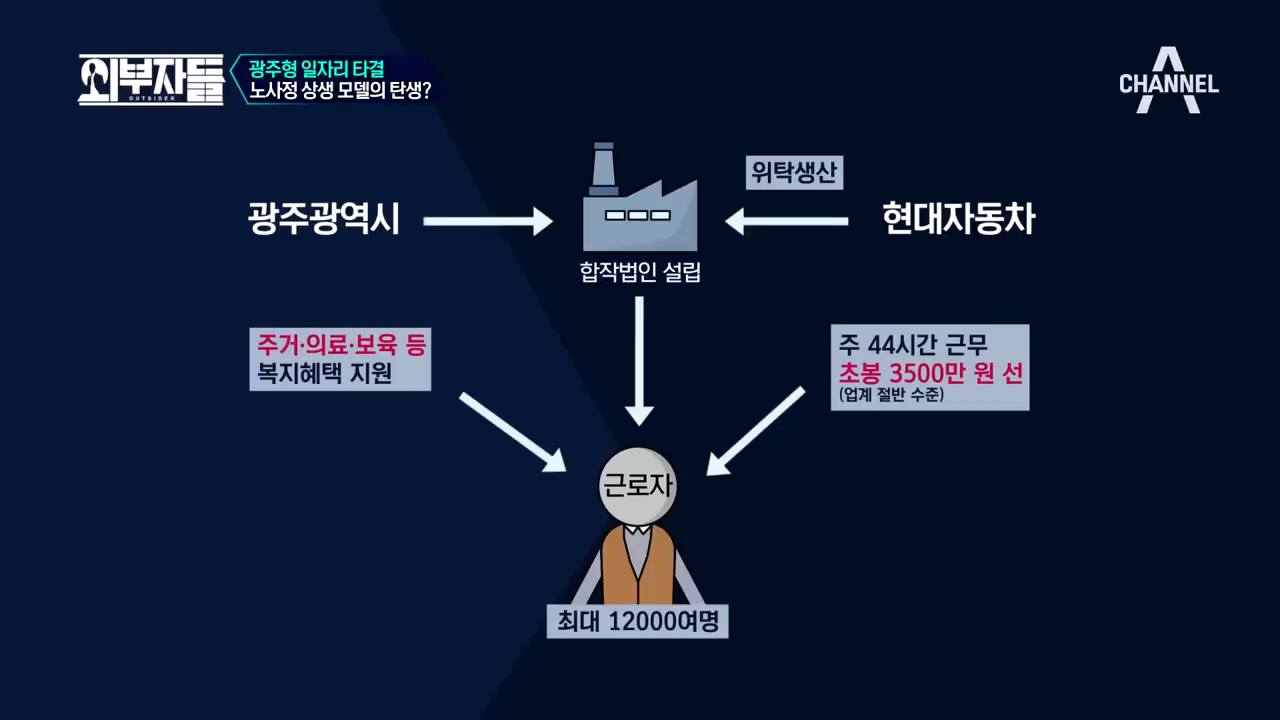 외부자들
OUTSIDER
광주형 일자리 타결
노사정 상생 모델의 탄생?
CHANNEL A
위탁생산
광주광역시
현대자동차
합작법인 설립
주거·의료·보육 등
복지혜택 지원
주 44시간 근무
초봉 3500만 원 선
(업계 절반 수준)
근로자
최대 12000여명